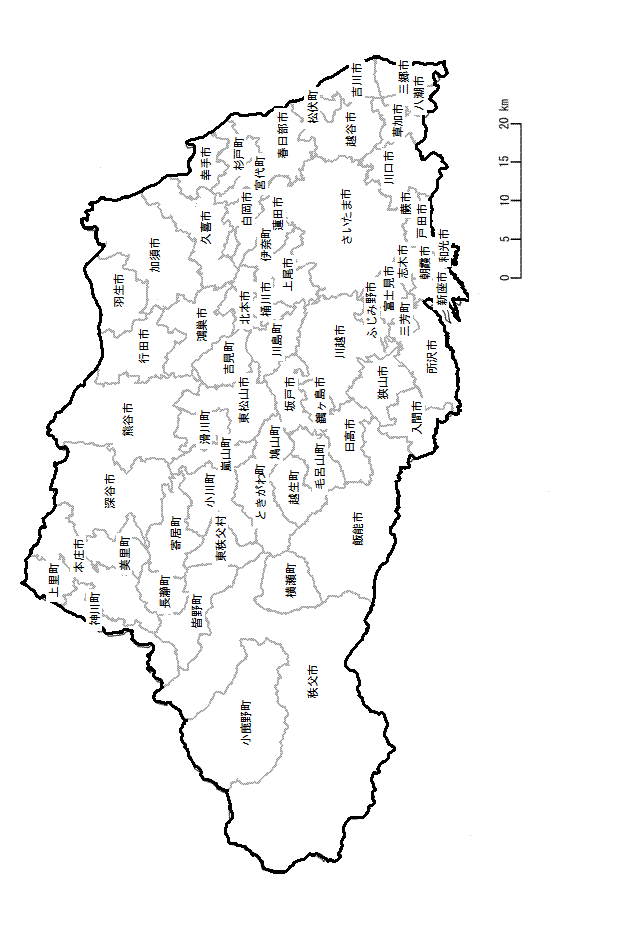 上里町
本庄市
神川町
美里町
深谷市
熊谷市
行田市
羽生市
加須市
長瀞町
寄居町
皆野町
東秩父村
小川町
嵐山町
滑川町
東松山市
吉見町
鴻巣市
北本市
久喜市
幸手市
杉戸町
宮代町
白岡市
蓮田市
伊奈町
桶川市
上尾市
春日部市
松伏町
小鹿野町
秩父市
横瀬町
ときがわ町
鳩山町
越生町
毛呂山町
坂戸市
鶴ヶ島市
川島町
川越市
さいたま市
越谷市
吉川市
飯能市
日高市
狭山市
入間市
所沢市
ふじみ野市
富士見市
三芳町
志木市
朝霞市
新座市
和光市
戸田市
蕨市
川口市
草加市
八潮市
三郷市
0 5 10 15 20 km